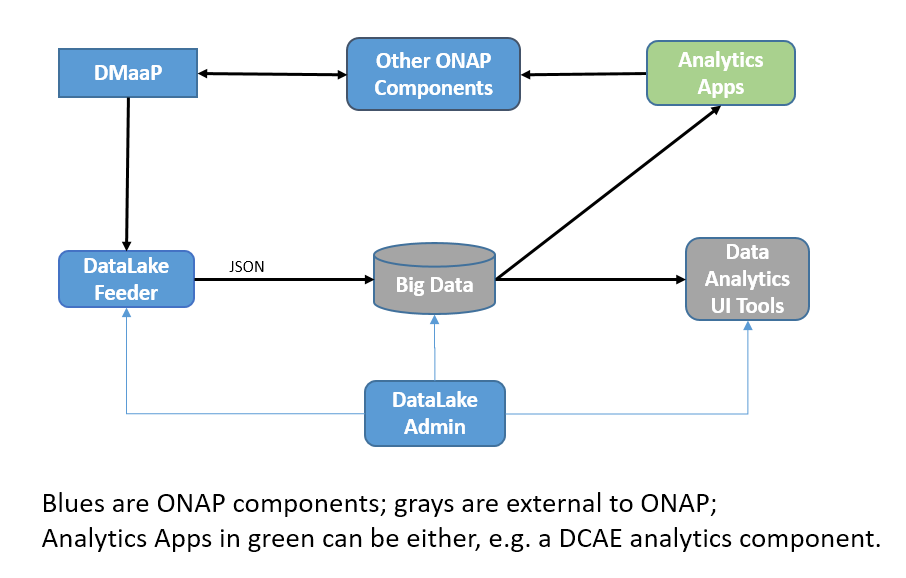 DMaaP
Other ONAP
Components
Analytics
Apps
DataLake
Feeder
JSON
Big Data
Data
Analytics
UI Tools
DataLake
Admin
Blues are ONAP components; grays are external to ONAP;
Analytics Apps in green can be either, e.g. a DCAE analytics component.